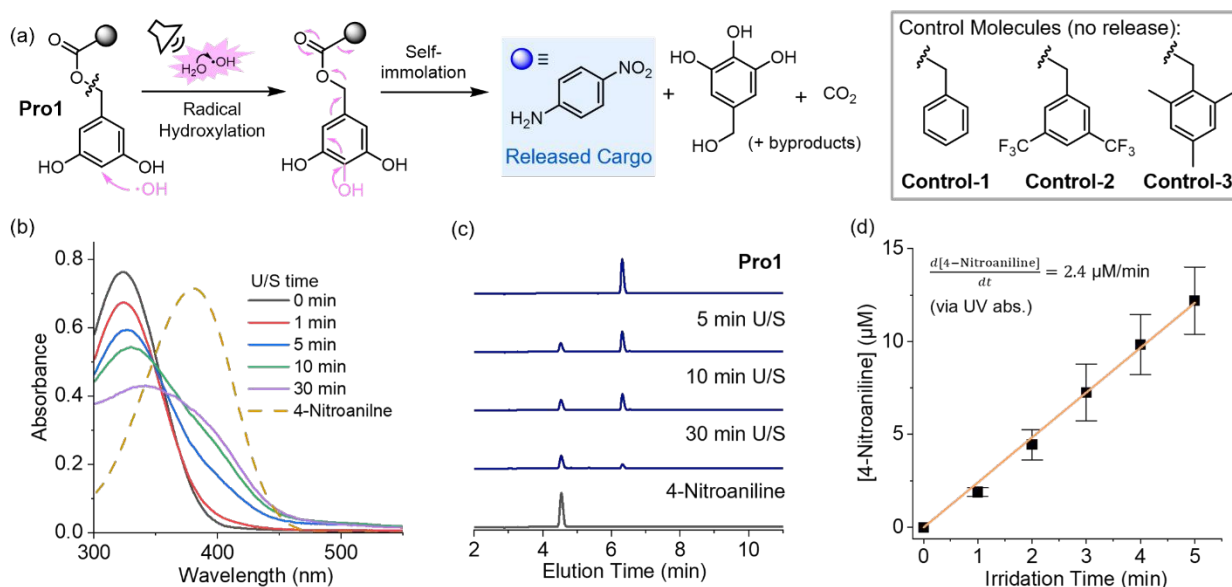 (a)
O
O
Pro1
HO
OH
·OH
H₂O
·OH
Radical
Hydroxylation
O
O
HO
OH
OH
Self-
immolation
≡
NO₂
H₂N
Released Cargo
+
OH
HO
OH
HO
+ CO₂
(+ byproducts)
Control Molecules (no release):
F₃C
CF₃
Control-1
Control-2
Control-3
(b)
0.8
0.6
0.4
0.2
0.0
Absorbance
U/S time
0 min
1 min
5 min
10 min
30 min
4-Nitroanilne
300
400
500
Wavelength (nm)
(c)
Pro1
5 min U/S
10 min U/S
30 min U/S
4-Nitroaniline
2 4 6 8 10
Elution Time (min)
(d)
15
10
5
0
[4-Nitroaniline] (µM)
d[4−Nitroaniline]
dt
= 2.4 µM/min
(via UV abs.)
0 1 2 3 4 5
Irridation Time (min)